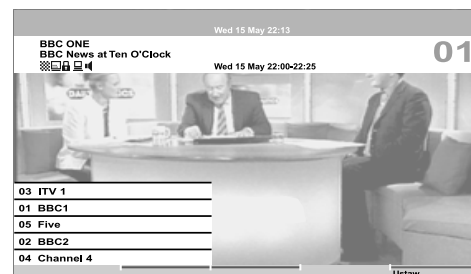 Wed 15 May 22:13
BBC ONE
BBC News at Ten O'Clock
01
Wed 15 May 22:00-22:25
03 ITV 1
01 BBC1
05 Five
02 BBC2
04 Channel 4
Ustaw